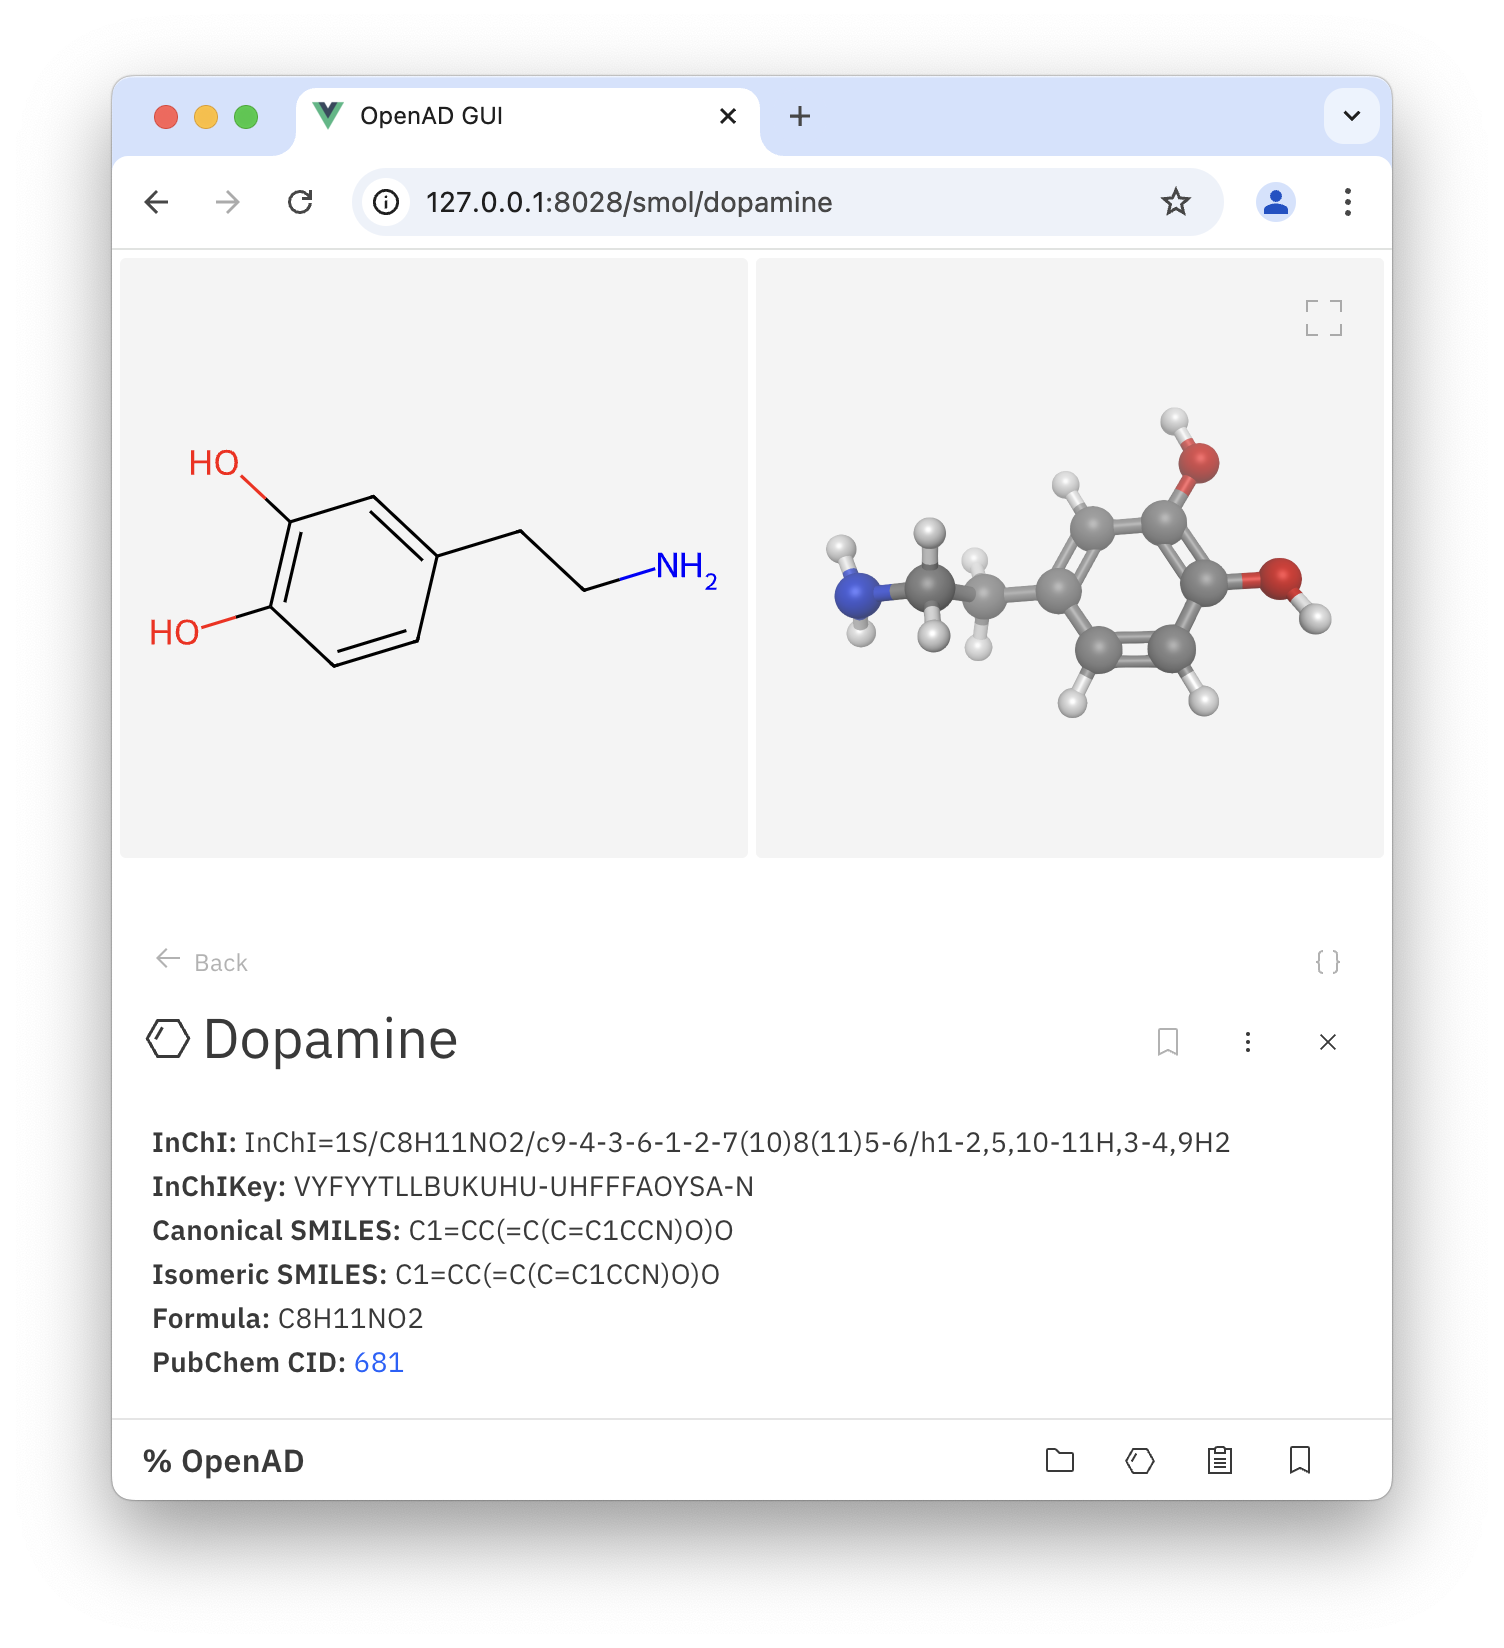 OpenAD GUI
127.0.0.1:8028/smol/dopamine
HO
NH2
HO
Back
{ }
Dopamine
InChI: InChI=1S/C8H11NO2/c9-4-3-6-1-2-7(10)8(11)5-6/h1-2,5,10-11H,3-4,9H2
InChIKey: VYFYYTLLBUKUHU-UHFFFAOYSA-N
Canonical SMILES: C1=CC(=C(C=C1CCN)O)O
Isomeric SMILES: C1=CC(=C(C=C1CCN)O)O
Formula: C8H11NO2
PubChem CID: 681
% OpenAD